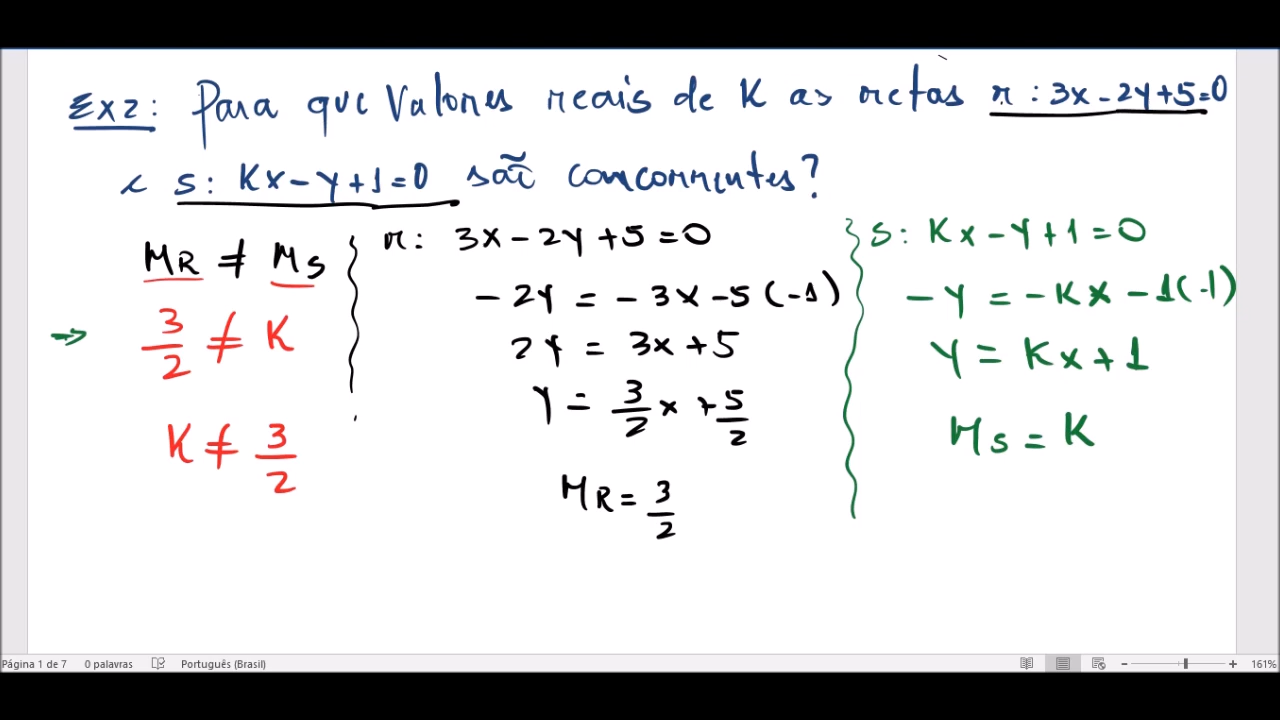 Ex2: Para que Valores reais de K as retas r: 3x-2y+5=0
e s: Kx-y+1=0 são concorrentes?
MR ≠ MS
3/2 ≠ K
K ≠ 3/2
r: 3x-2y+5=0
-2y = -3x-5 (-1)
2y = 3x+5
y = 3/2 x + 5/2
MR = 3/2
s: Kx-y+1=0
-y = -Kx-1(-1)
y = Kx+1
MS = K
Página 1 de 7 0 palavras Português (Brasil) 161%